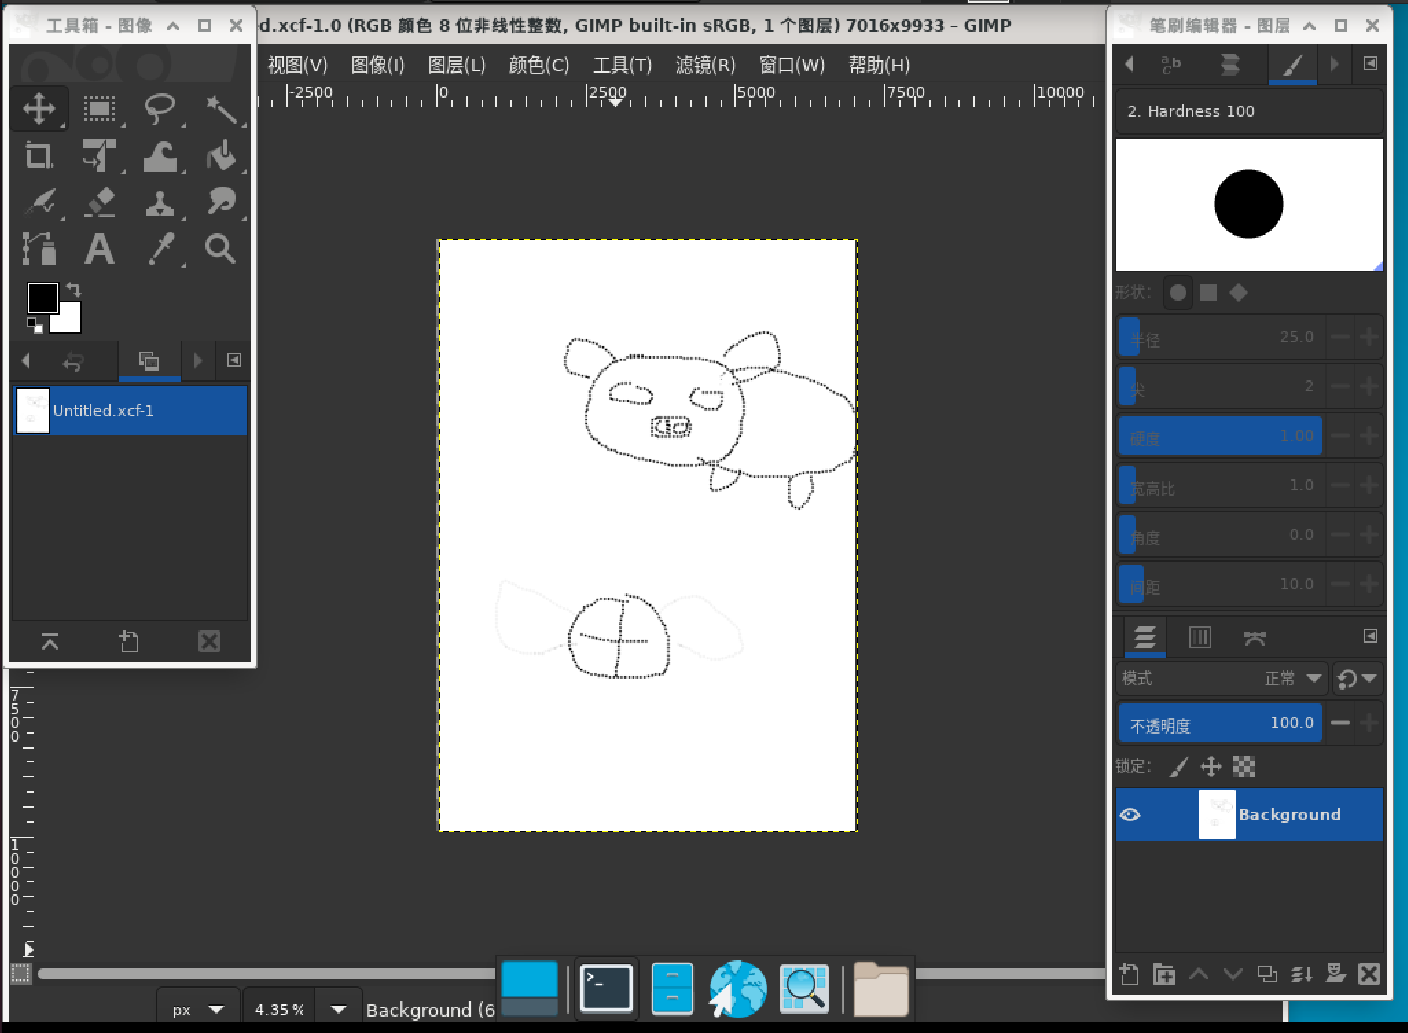 工具箱 - 图像
d.xcf-1.0 (RGB 颜色 8 位非线性整数, GIMP built-in sRGB, 1 个图层) 7016x9933 – GIMP
笔刷编辑器 - 图层
视图(V) 图像(I) 图层(L) 颜色(C) 工具(T) 滤镜(R) 窗口(W) 帮助(H)
-2500 0 2500 5000 7500 10000
2. Hardness 100
形状:
半径 25.0
尖 2
硬度 1.00
宽高比 1.0
角度 0.0
间距 10.0
Untitled.xcf-1
模式 正常
不透明度 100.0
锁定:
Background
7500
10000
px 4.35 % Background (6